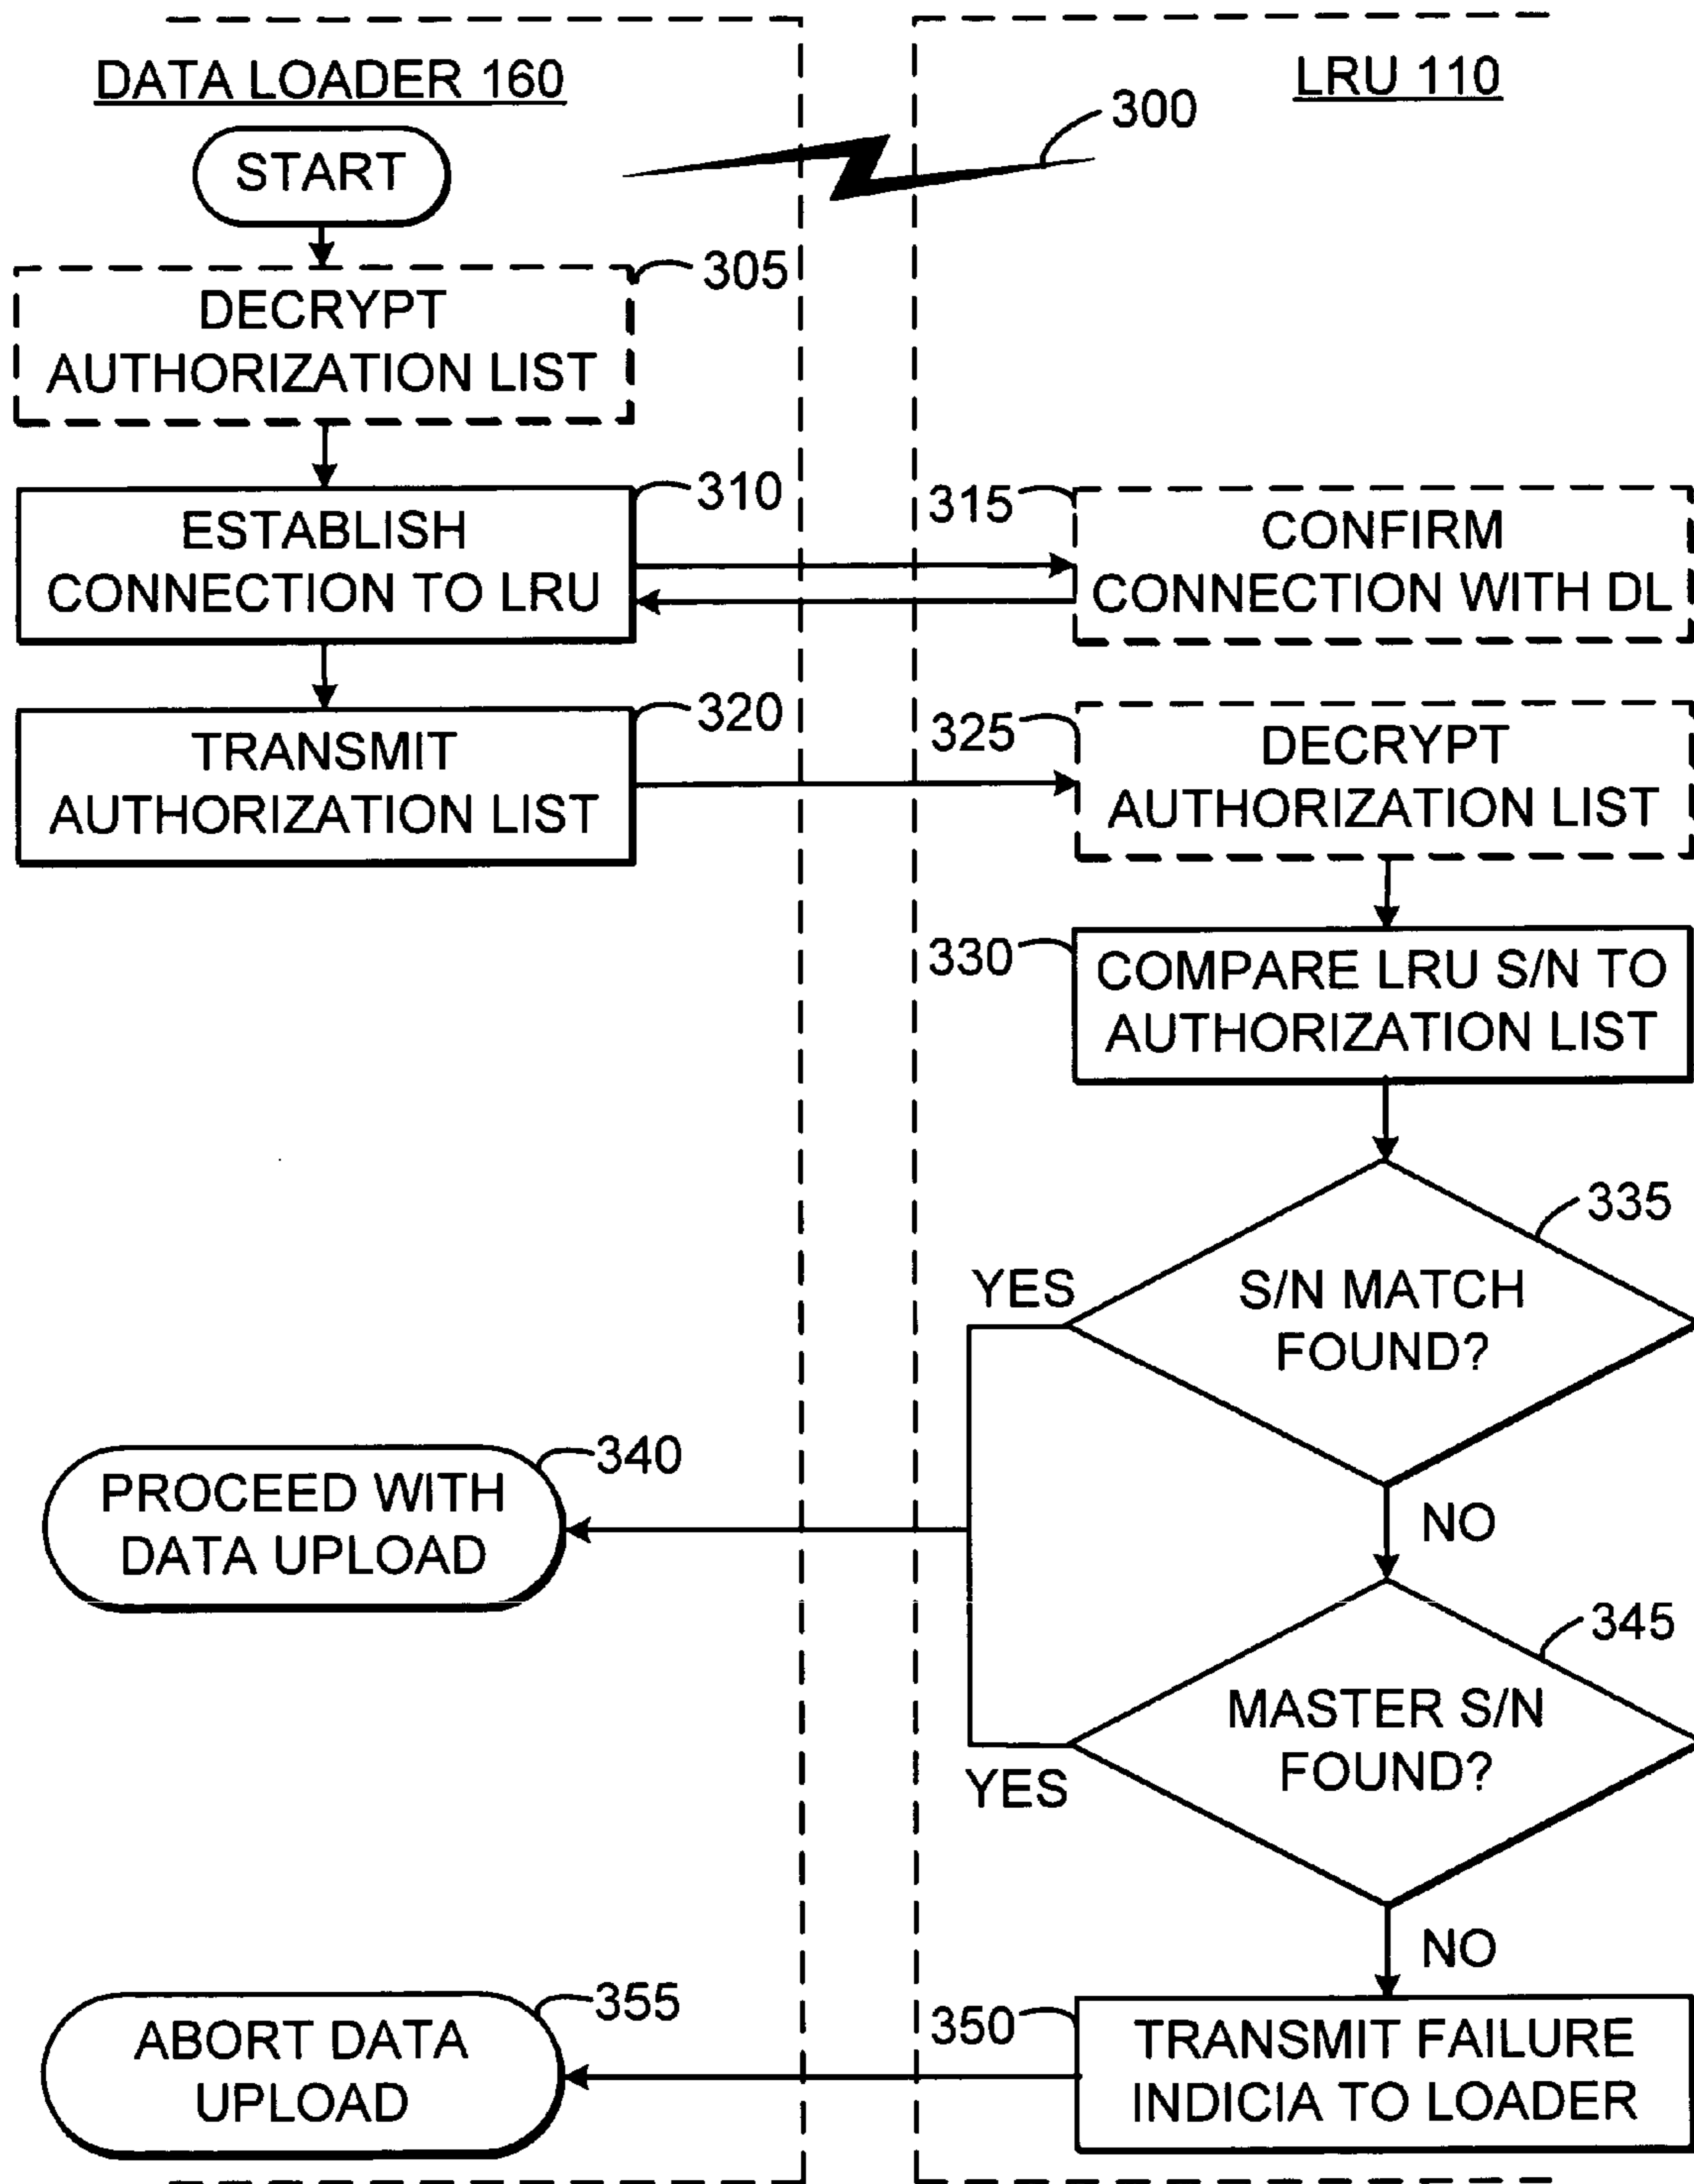 DATA LOADER 160
LRU 110
300
START
305
DECRYPT
AUTHORIZATION LIST
310
ESTABLISH
CONNECTION TO LRU
315
CONFIRM
CONNECTION WITH DL
320
TRANSMIT
AUTHORIZATION LIST
325
DECRYPT
AUTHORIZATION LIST
330
COMPARE LRU S/N TO
AUTHORIZATION LIST
335
S/N MATCH
FOUND?
YES
NO
340
PROCEED WITH
DATA UPLOAD
345
MASTER S/N
FOUND?
YES
NO
350
TRANSMIT FAILURE
INDICIA TO LOADER
355
ABORT DATA
UPLOAD